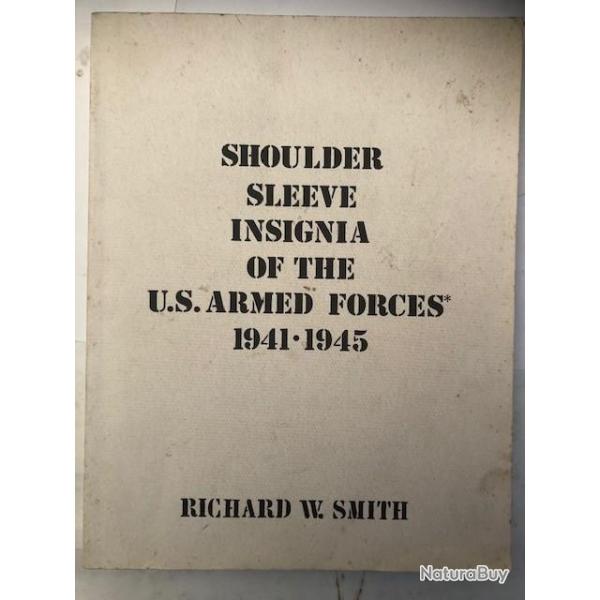 SHOULDER
SLEEVE
INSIGNIA
OF THE
U.S. ARMED FORCES*
1941·1945
RICHARD W. SMITH
NaturaBuy